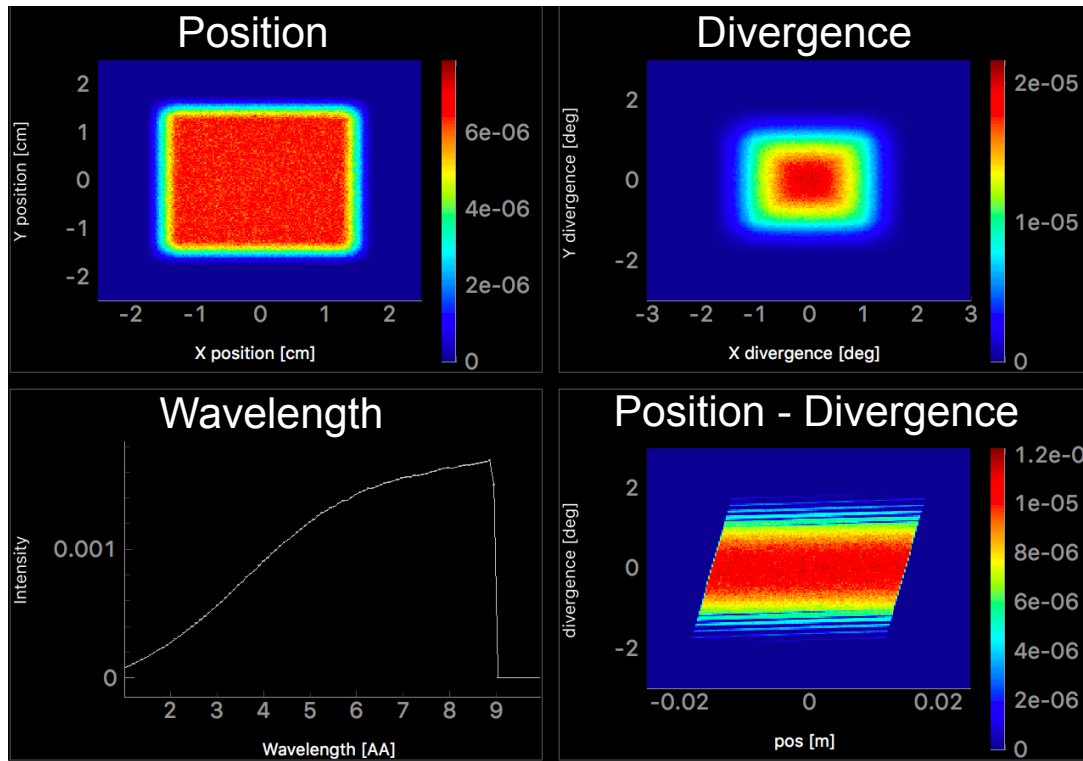 Position
Y position [cm]
2
1
0
-1
-2
-2
-1
0
1
2
X position [cm]
6e-06
4e-06
2e-06
0
Divergence
Y divergence [deg]
2
0
-2
-3
-2
-1
0
1
2
3
X divergence [deg]
2e-05
1e-05
0
Wavelength
Intensity
0.001
0
2
3
4
5
6
7
8
9
Wavelength [AA]
Position - Divergence
divergence [deg]
2
0
-2
-0.02
0
0.02
pos [m]
1.2e-0
1e-05
8e-06
6e-06
4e-06
2e-06
0